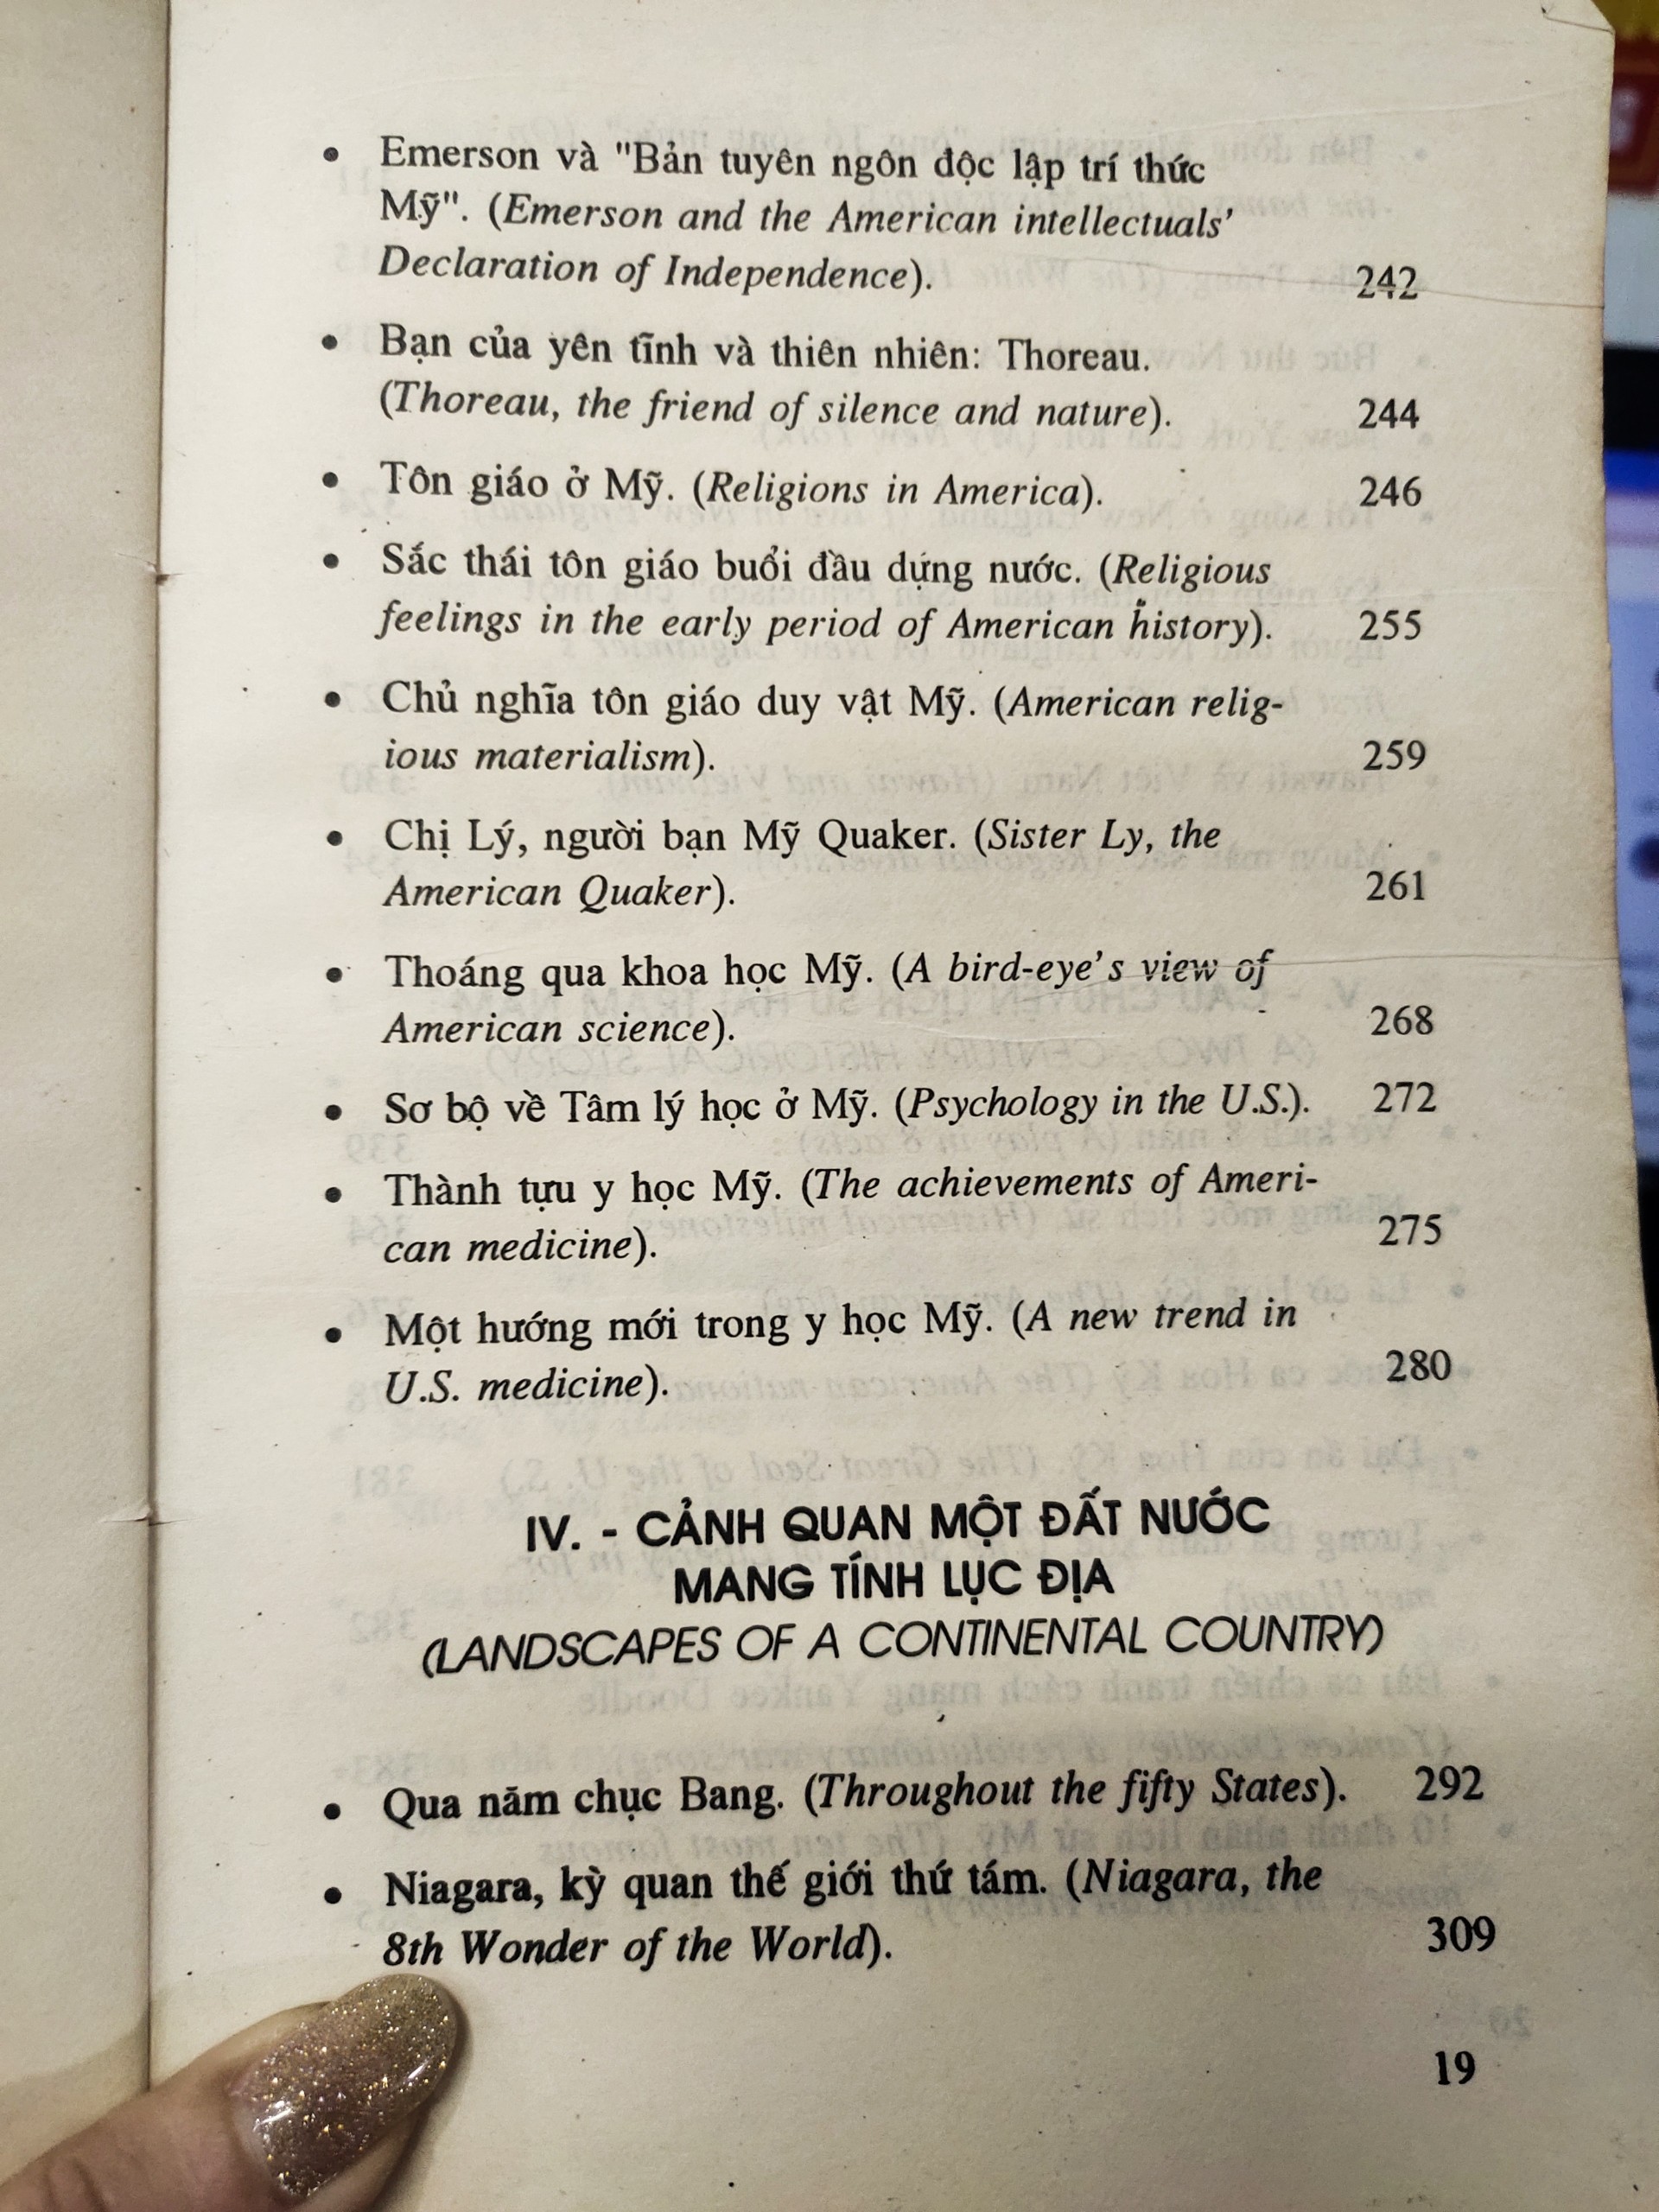 • Emerson và "Bản tuyên ngôn độc lập trí thức
Mỹ". (Emerson and the American intellectuals'
Declaration of Independence). 242
• Bạn của yên tĩnh và thiên nhiên: Thoreau.
(Thoreau, the friend of silence and nature). 244
• Tôn giáo ở Mỹ. (Religions in America). 246
• Sắc thái tôn giáo buổi đầu dựng nước. (Religious
feelings in the early period of American history). 255
• Chủ nghĩa tôn giáo duy vật Mỹ. (American relig-
ious materialism). 259
• Chị Lý, người bạn Mỹ Quaker. (Sister Ly, the
American Quaker). 261
• Thoáng qua khoa học Mỹ. (A bird-eye's view of
American science). 268
• Sơ bộ về Tâm lý học ở Mỹ. (Psychology in the U.S.). 272
• Thành tựu y học Mỹ. (The achievements of Ameri-
can medicine). 275
• Một hướng mới trong y học Mỹ. (A new trend in
U.S. medicine). 280
IV. - CẢNH QUAN MỘT ĐẤT NƯỚC
MANG TÍNH LỤC ĐỊA
(LANDSCAPES OF A CONTINENTAL COUNTRY)
• Qua năm chục Bang. (Throughout the fifty States). 292
• Niagara, kỳ quan thế giới thứ tám. (Niagara, the
8th Wonder of the World). 309
19